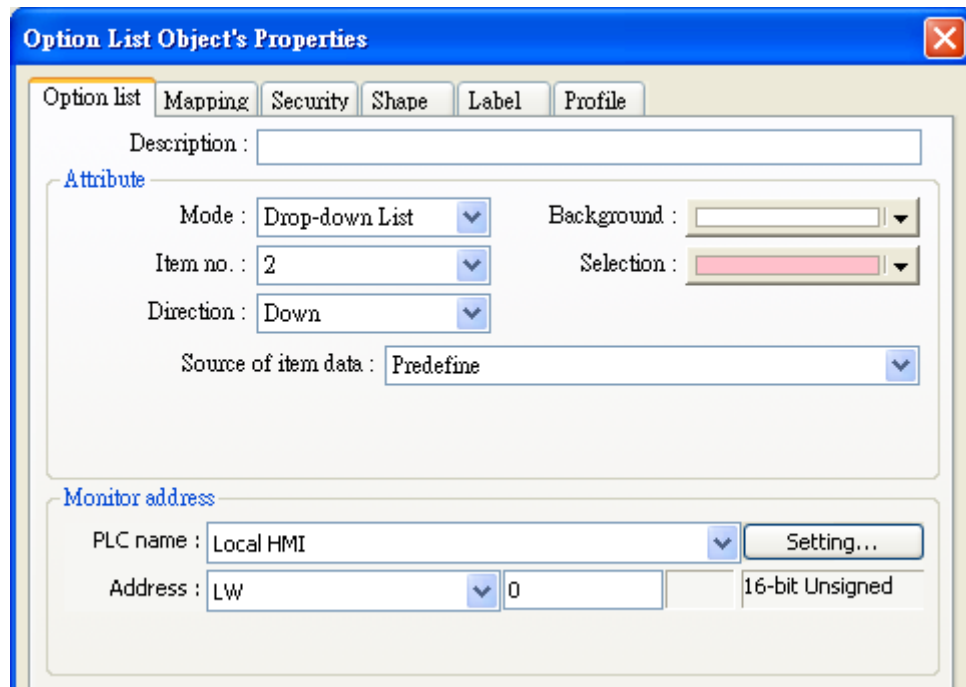 Option List Object's Properties
Option list Mapping Security Shape Label Profile
Description :
Attribute
Mode : Drop-down List Background :
Item no. : 2 Selection :
Direction : Down
Source of item data : Predefine
Monitor address
PLC name : Local HMI Setting...
Address : LW 0 16-bit Unsigned